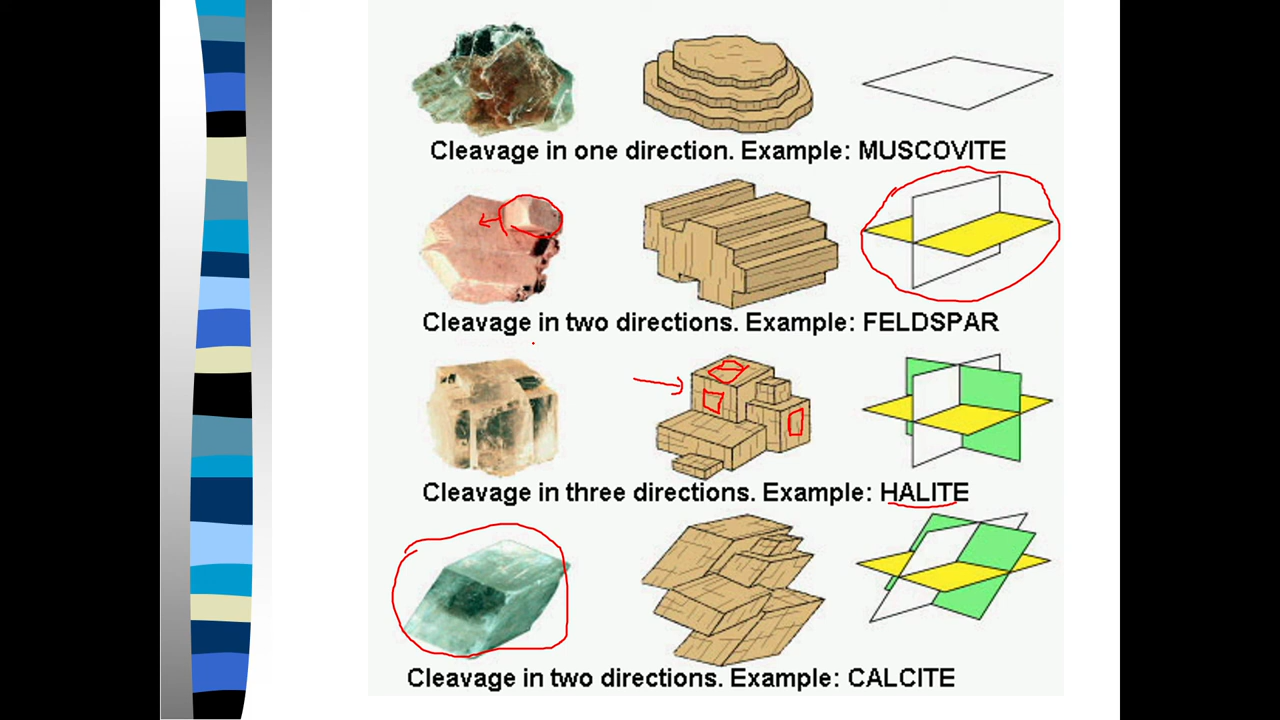 Cleavage in one direction. Example: MUSCOVITE
Cleavage in two directions. Example: FELDSPAR
Cleavage in three directions. Example: HALITE
Cleavage in two directions. Example: CALCITE